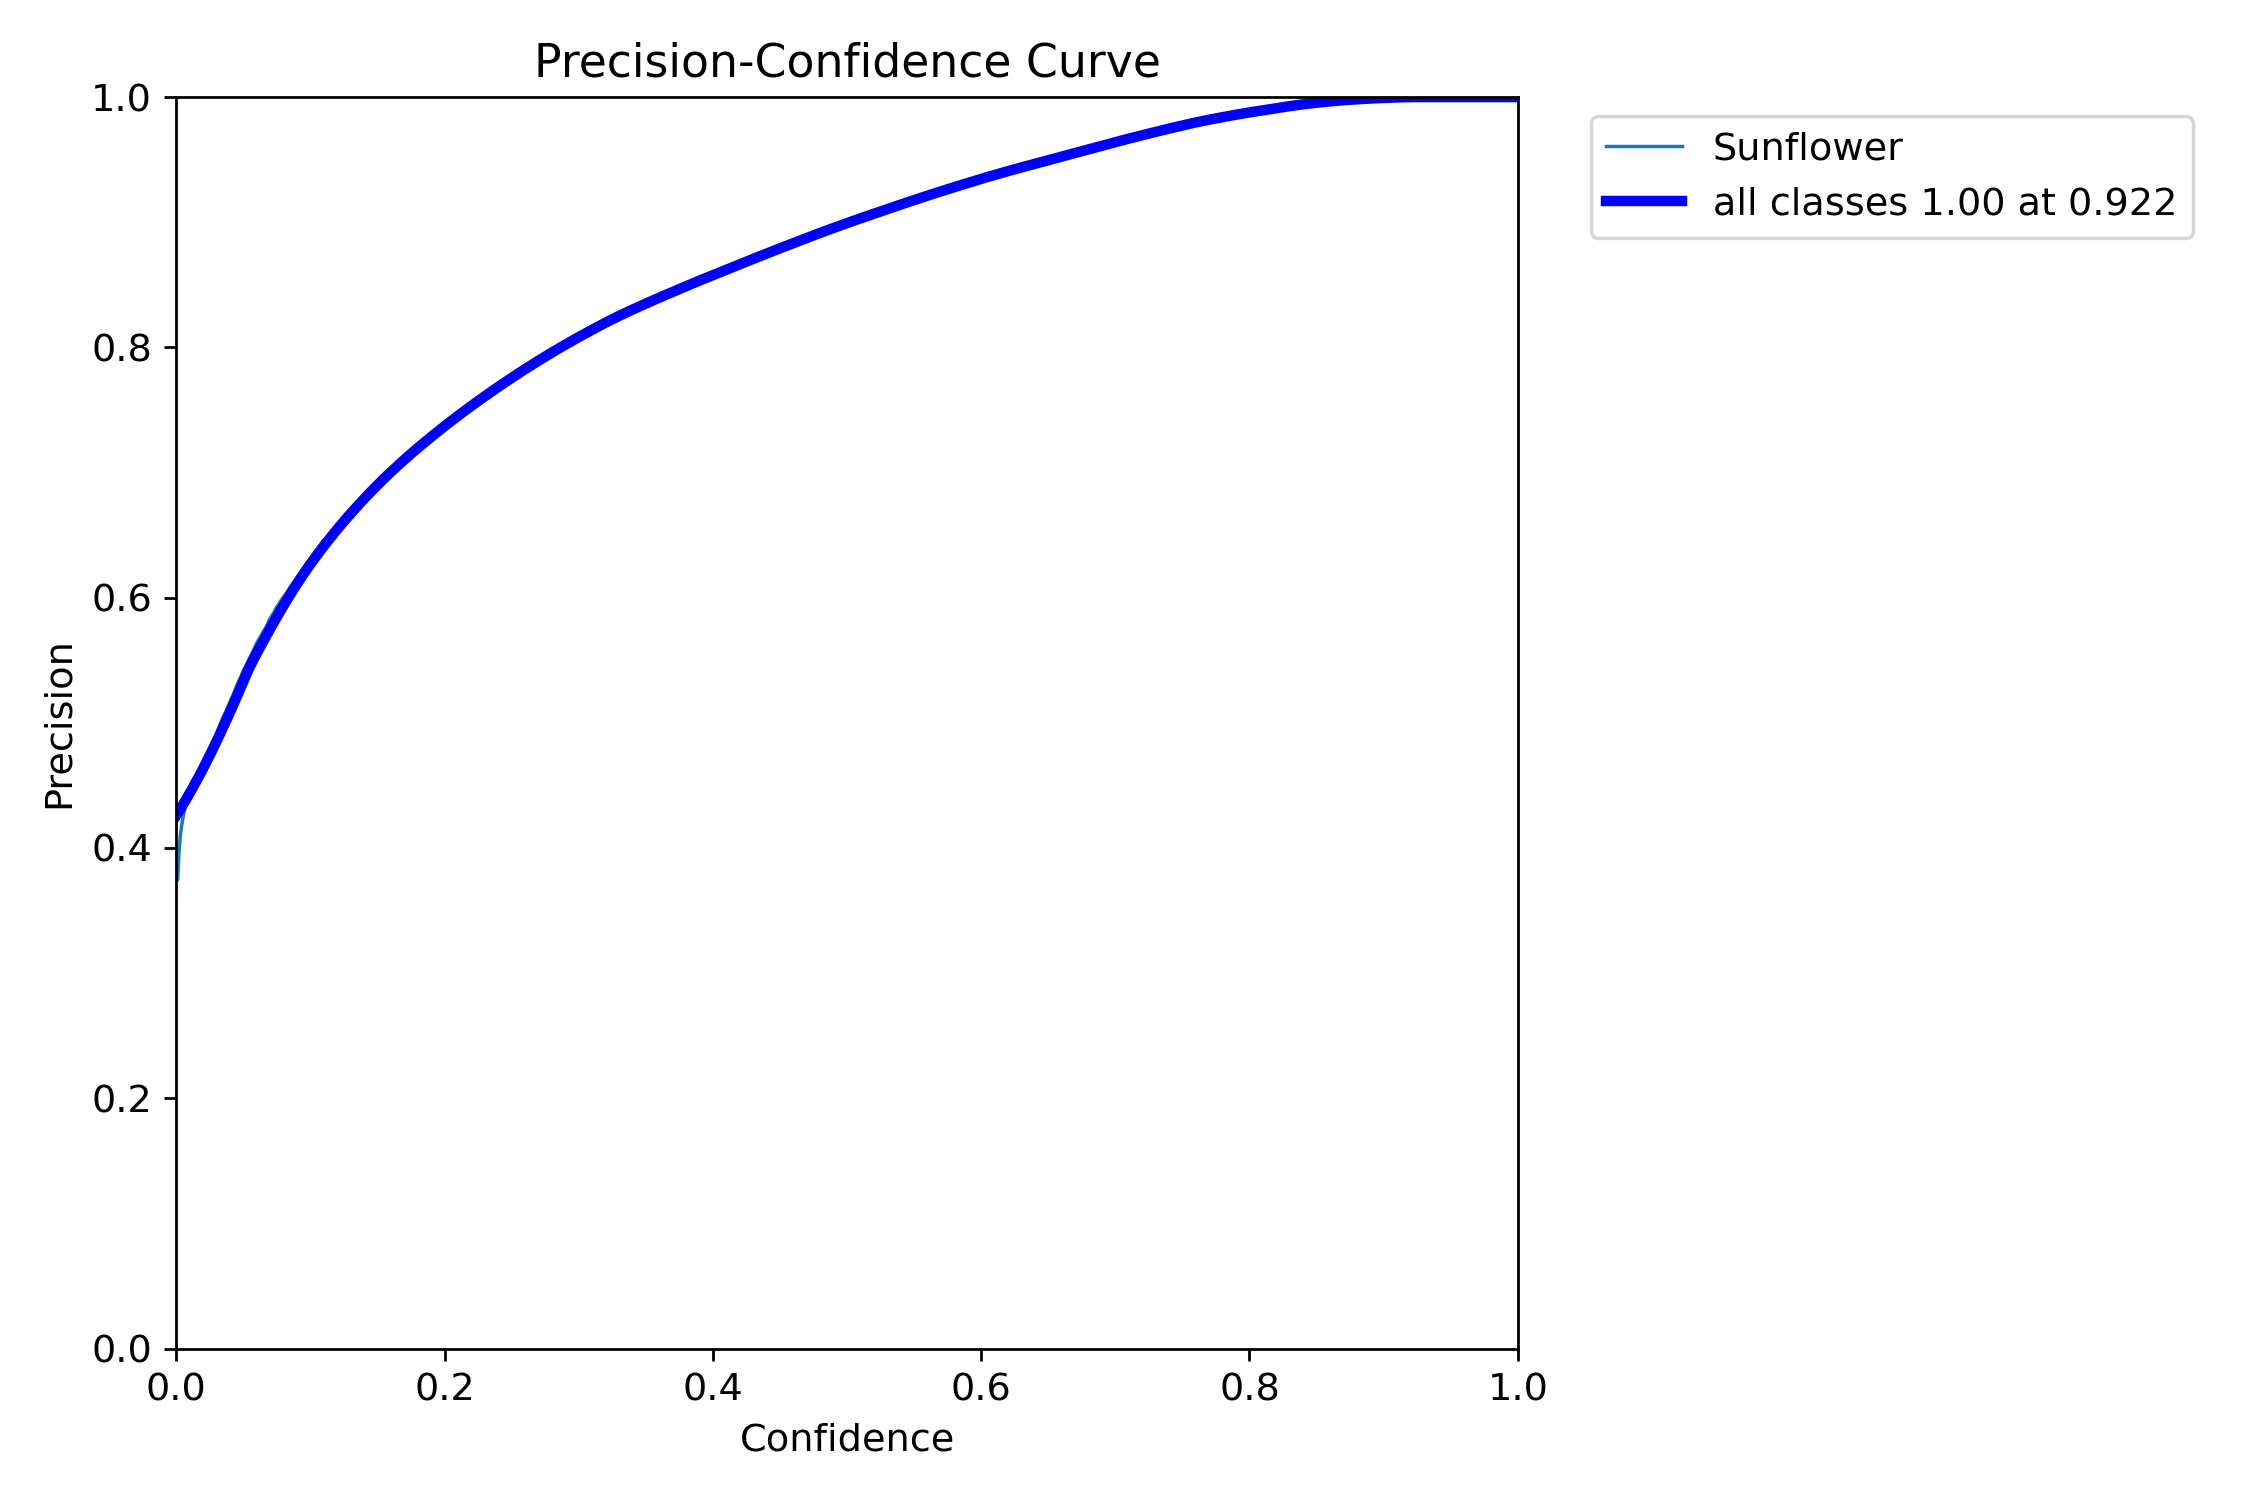 Precision-Confidence Curve
1.0
0.8
0.6
0.4
0.2
0.0
Precision
0.0 0.2 0.4 0.6 0.8 1.0
Confidence
Sunflower
all classes 1.00 at 0.922